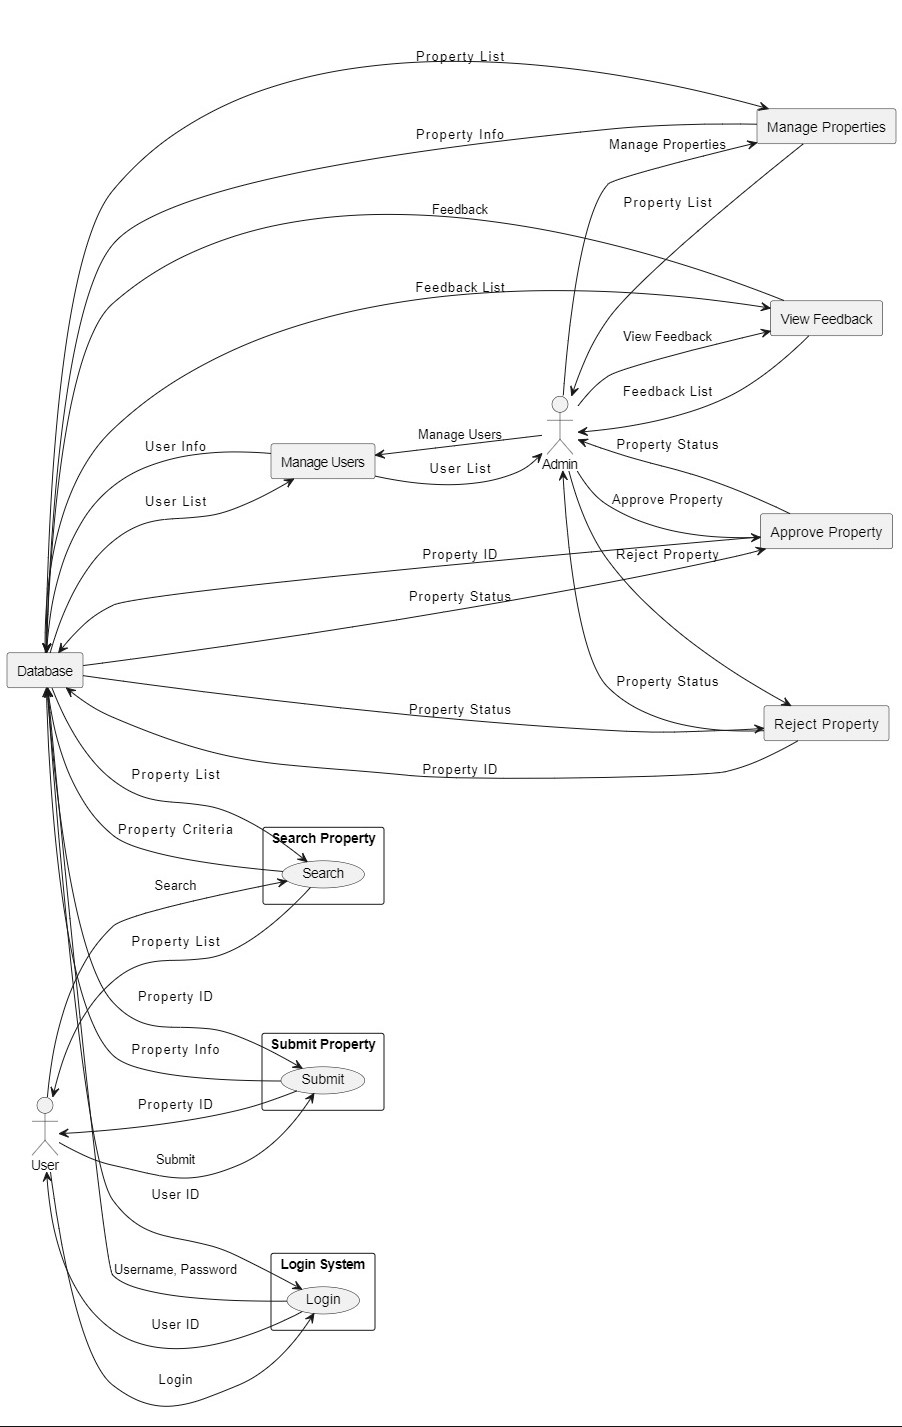 Property List
Manage Properties
Property Info
Manage Properties
Property List
Feedback
Feedback List
View Feedback
View Feedback
Feedback List
Manage Users
User Info
Property Status
Manage Users
User List
Admin
User List
Approve Property
Approve Property
Property ID
Reject Property
Property Status
Database
Property Status
Property Status
Reject Property
Property ID
Property List
Property Criteria
Search Property
Search
Search
Property List
Property ID
Submit Property
Property Info
Submit
Property ID
Submit
User
User ID
Login System
Username, Password
Login
User ID
Login